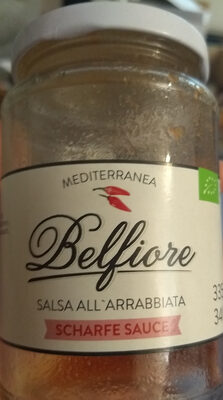 MEDITERRANEA
Belfiore
SALSA ALL`ARRABBIATA
SCHARFE SAUCE